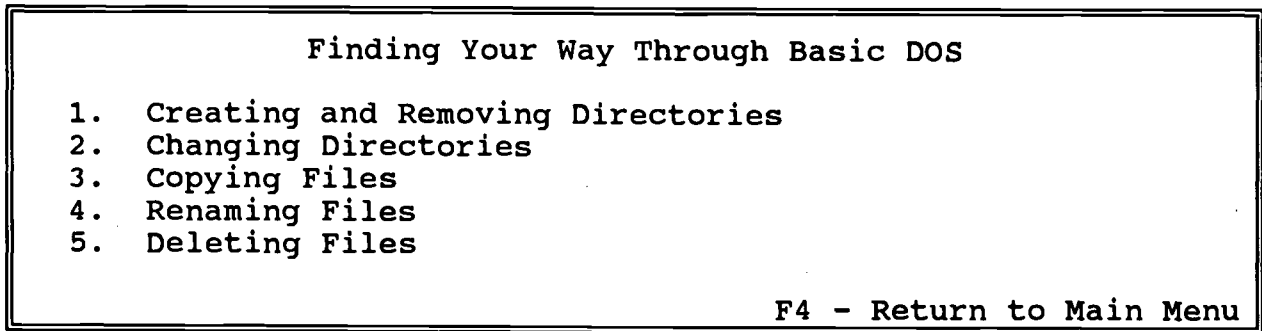 Finding Your Way Through Basic DOS
1. Creating and Removing Directories
2. Changing Directories
3. Copying Files
4. Renaming Files
5. Deleting Files
F4 - Return to Main Menu